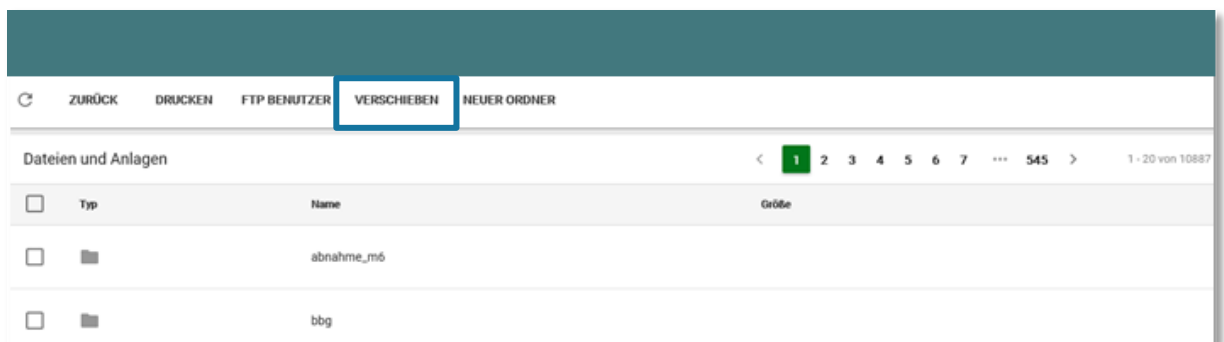 ZURÜCK DRUCKEN FTP BENUTZER VERSCHIEBEN NEUER ORDNER
Dateien und Anlagen < 1 2 3 4 5 6 7 ... 545 > 1 - 20 von 10887
Typ Name Größe
abnahme_m6
bbg